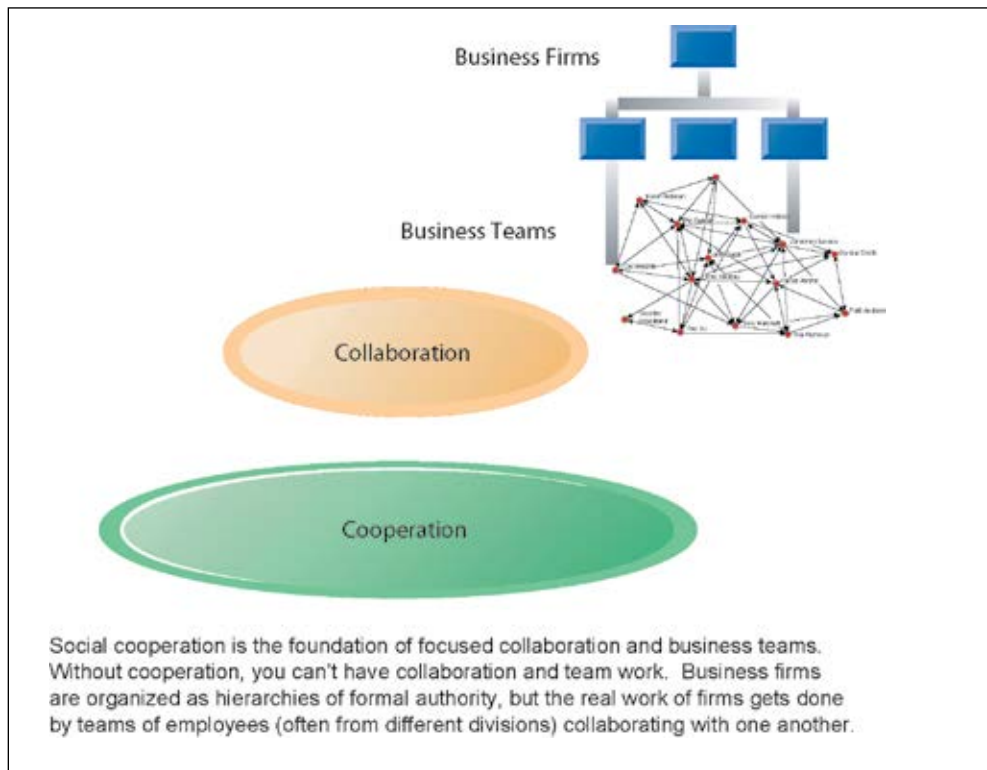 Business Firms
Business Teams
Collaboration
Cooperation
Social cooperation is the foundation of focused collaboration and business teams.
Without cooperation, you can't have collaboration and team work.  Business firms
are organized as hierarchies of formal authority, but the real work of firms gets done
by teams of employees (often from different divisions) collaborating with one another.